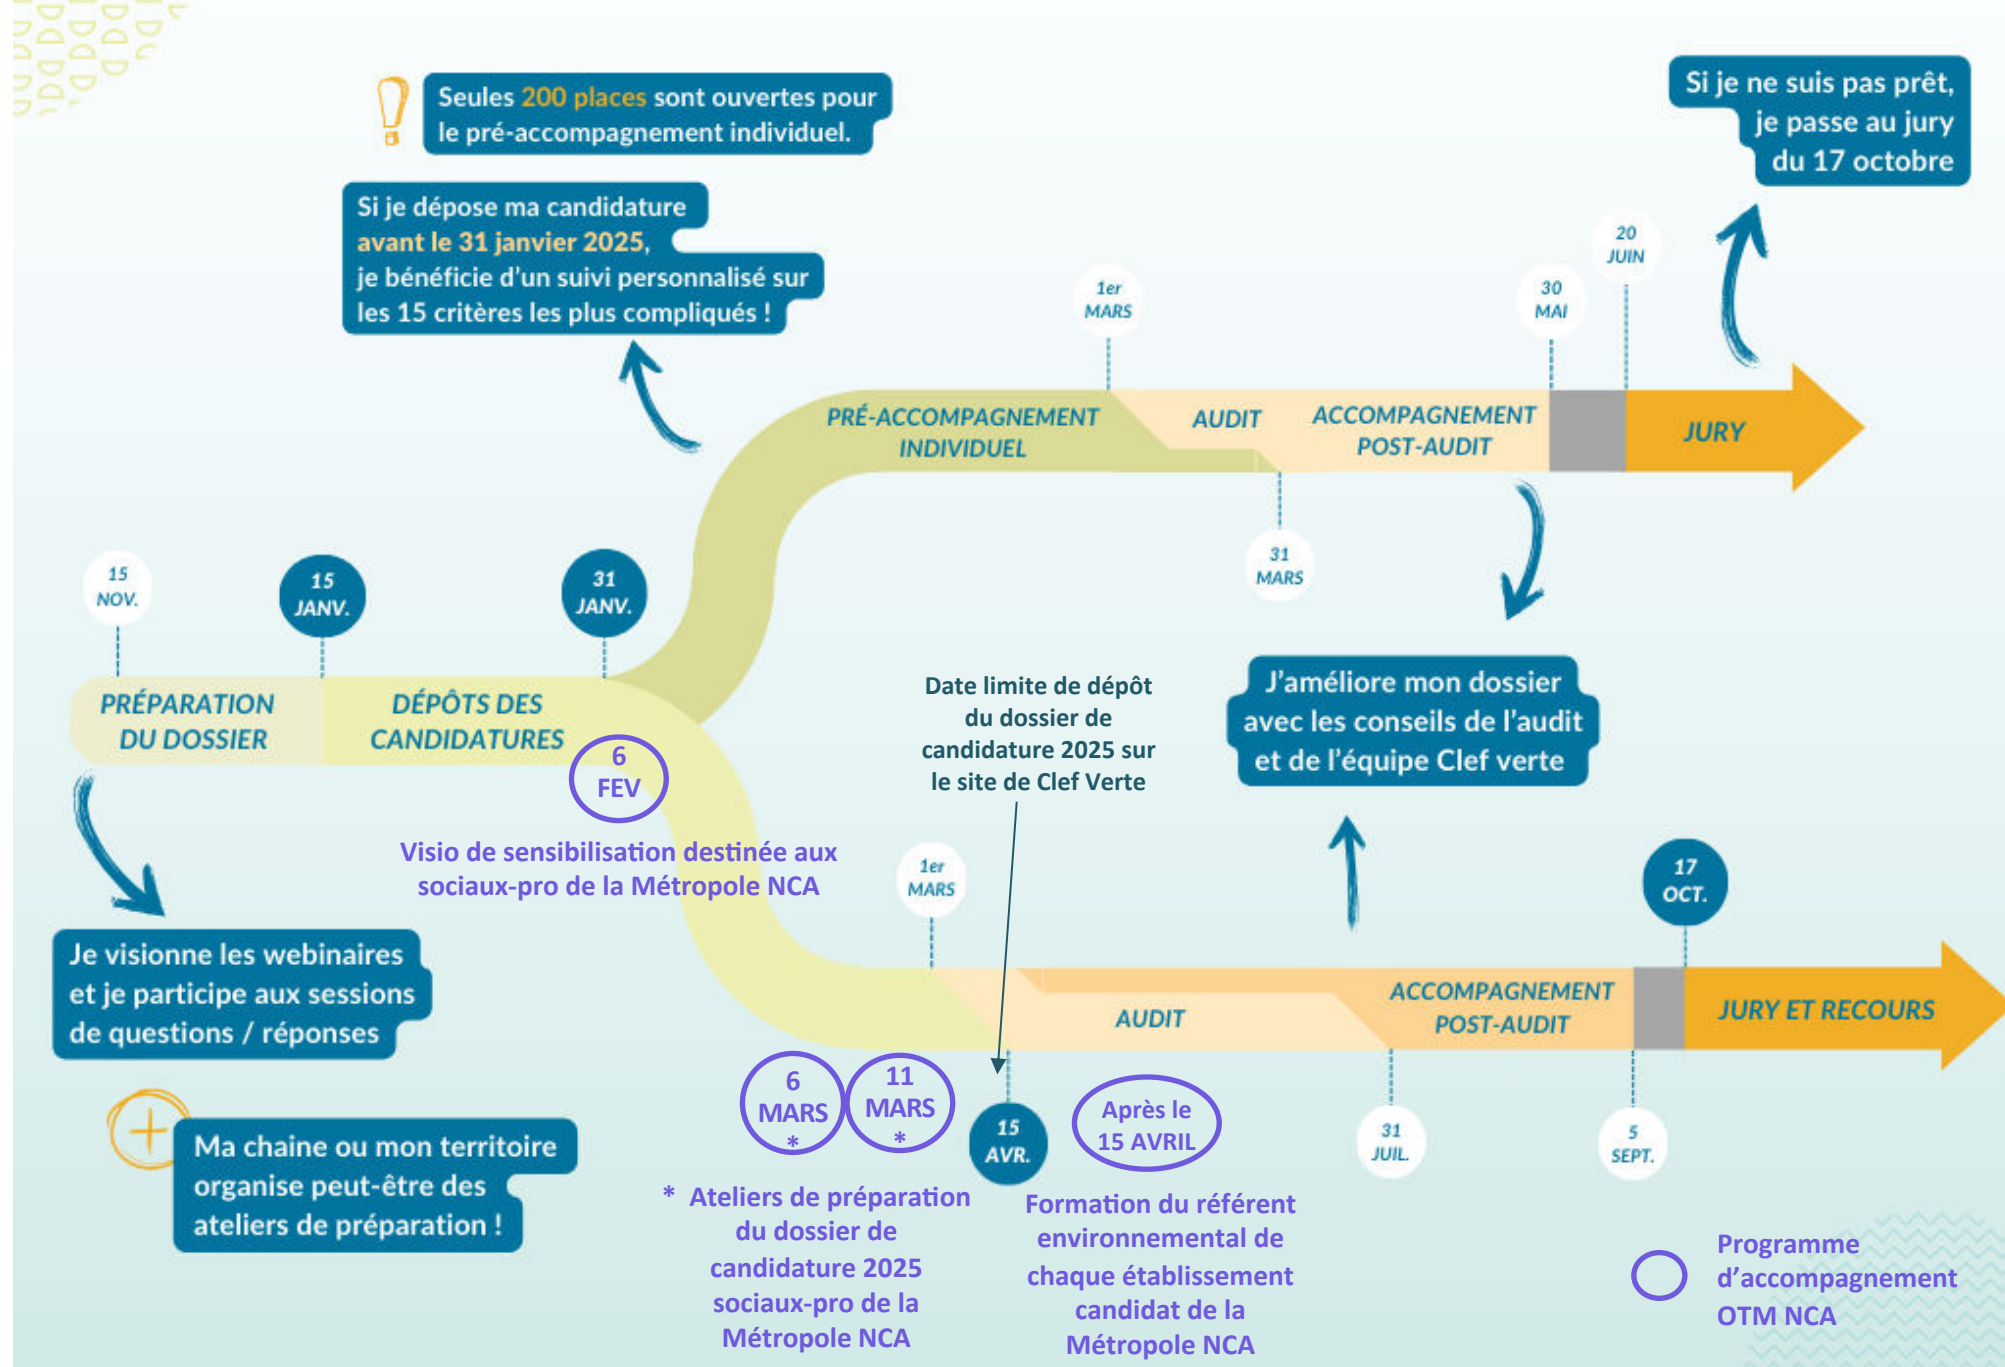 Seules 200 places sont ouvertes pour
le pré-accompagnement individuel.
Si je ne suis pas prêt,
je passe au jury
du 17 octobre
Si je dépose ma candidature
avant le 31 janvier 2025,
je bénéficie d'un suivi personnalisé sur
les 15 critères les plus compliqués !
20
JUIN
1er
MARS
30
MAI
PRÉ-ACCOMPAGNEMENT
INDIVIDUEL
AUDIT
ACCOMPAGNEMENT
POST-AUDIT
JURY
31
MARS
15
NOV.
15
JANV.
31
JANV.
PRÉPARATION
DU DOSSIER
DÉPÔTS DES
CANDIDATURES
6
FEV
Visio de sensibilisation destinée aux
sociaux-pro de la Métropole NCA
Date limite de dépôt
du dossier de
candidature 2025 sur
le site de Clef Verte
J'améliore mon dossier
avec les conseils de l'audit
et de l'équipe Clef verte
1er
MARS
17
OCT.
Je visionne les webinaires
et je participe aux sessions
de questions / réponses
AUDIT
ACCOMPAGNEMENT
POST-AUDIT
JURY ET RECOURS
6
MARS
*
11
MARS
*
15
AVR.
Après le
15 AVRIL
31
JUIL.
5
SEPT.
Ma chaine ou mon territoire
organise peut-être des
ateliers de préparation !
* Ateliers de préparation
du dossier de
candidature 2025
sociaux-pro de la
Métropole NCA
Formation du référent
environnemental de
chaque établissement
candidat de la
Métropole NCA
Programme
d'accompagnement
OTM NCA